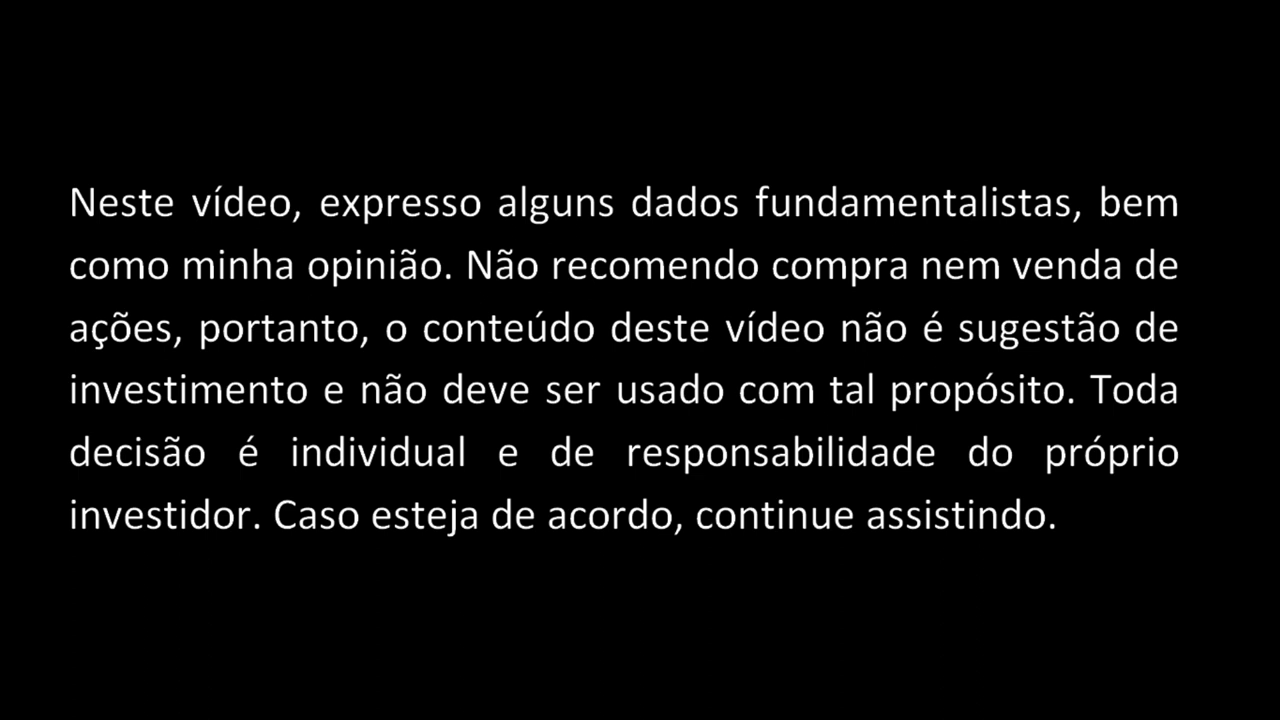 Neste vídeo, expresso alguns dados fundamentalistas, bem
como minha opinião. Não recomendo compra nem venda de
ações, portanto, o conteúdo deste vídeo não é sugestão de
investimento e não deve ser usado com tal propósito. Toda
decisão é individual e de responsabilidade do próprio
investidor. Caso esteja de acordo, continue assistindo.